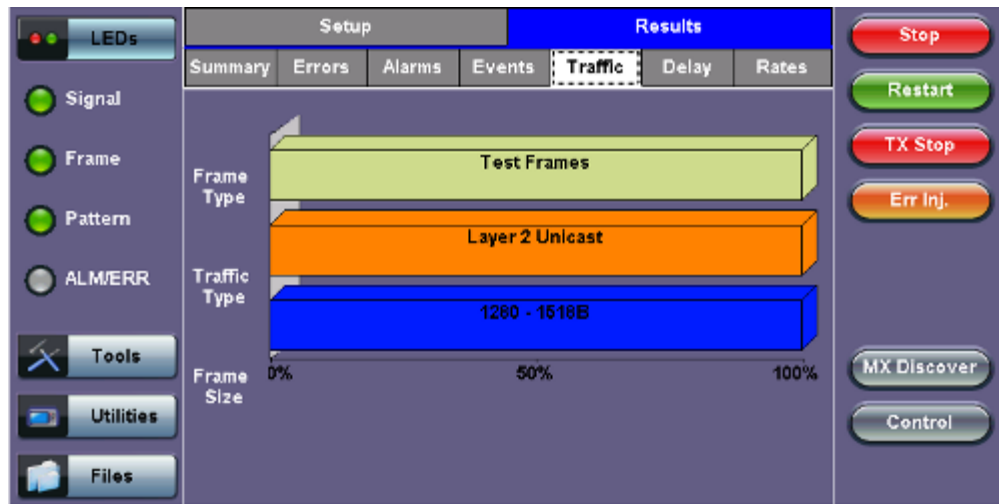 LEDs
Signal
Frame
Pattern
ALM/ERR
Tools
Utilities
Files
Setup Results
Summary Errors Alarms Events Traffic Delay Rates
Frame
Type
Test Frames
Traffic
Type
Layer 2 Unicast
Frame
Size
1280 - 1518B
0% 50% 100%
Stop
Restart
TX Stop
Err Inj.
MX Discover
Control